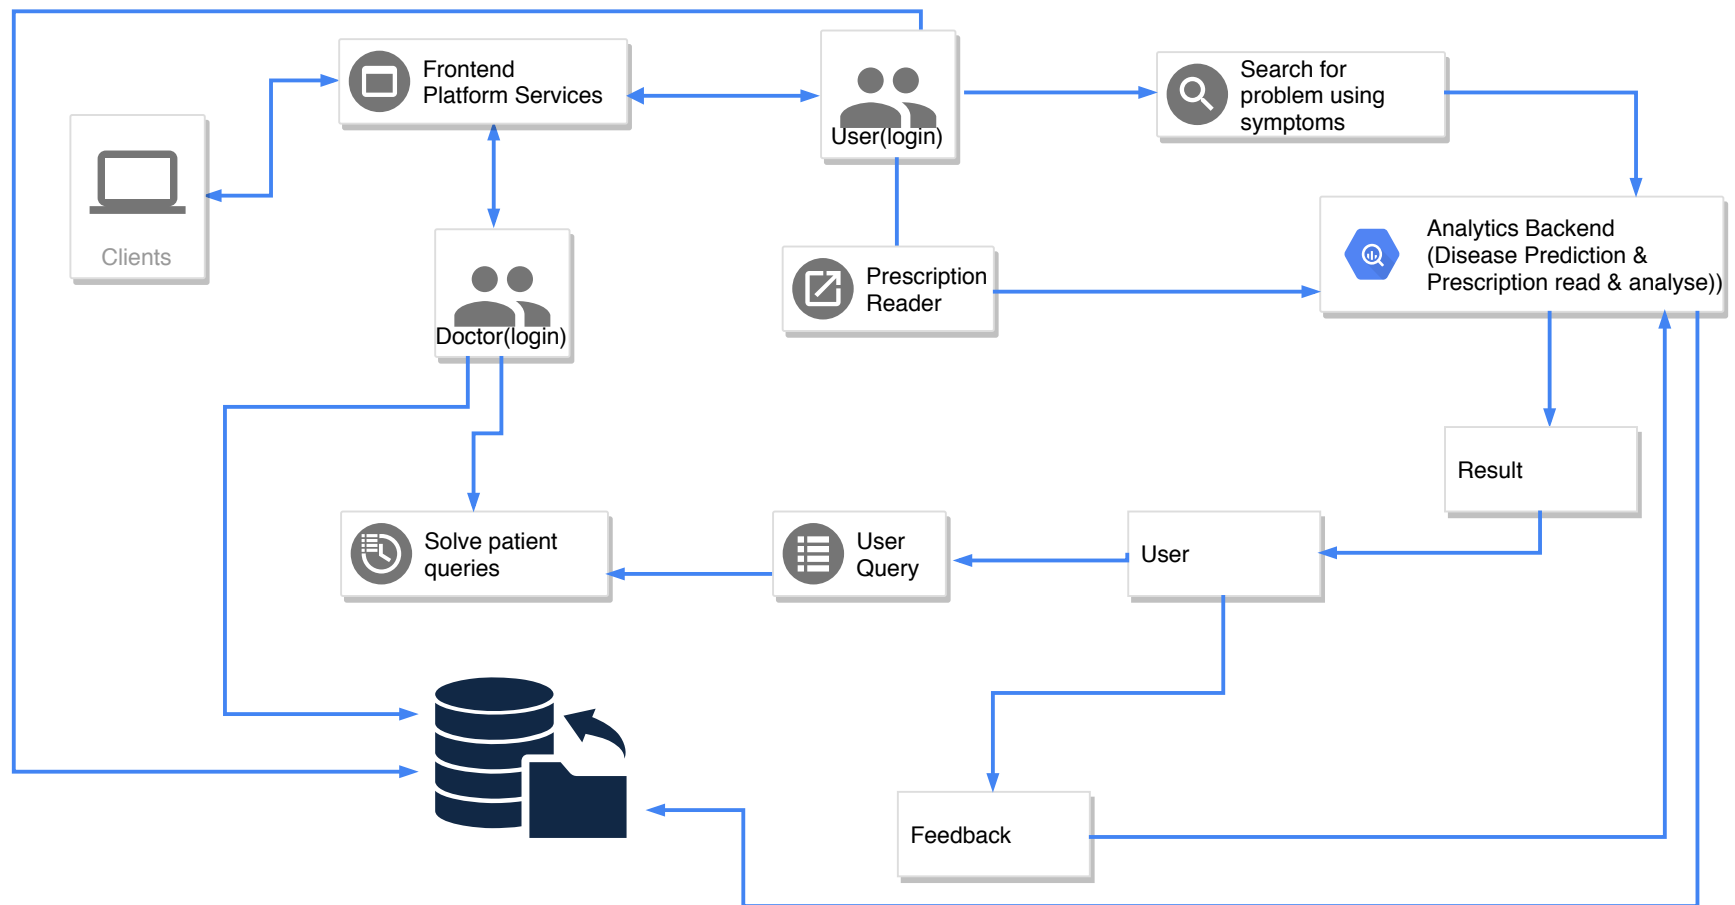 Frontend
Platform Services
User(login)
Search for
problem using
symptoms
Clients
Doctor(login)
Prescription
Reader
Analytics Backend
(Disease Prediction &
Prescription read & analyse))
Result
Solve patient
queries
User
Query
User
Feedback